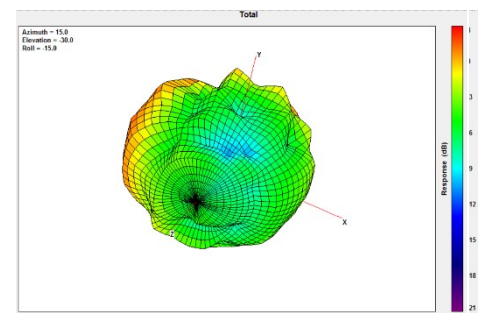 Total
Azimuth = 15.0
Elevation = -30.0
Roll = -15.0
Y
X
Z
Response (dB)
3
6
9
12
15
18
21